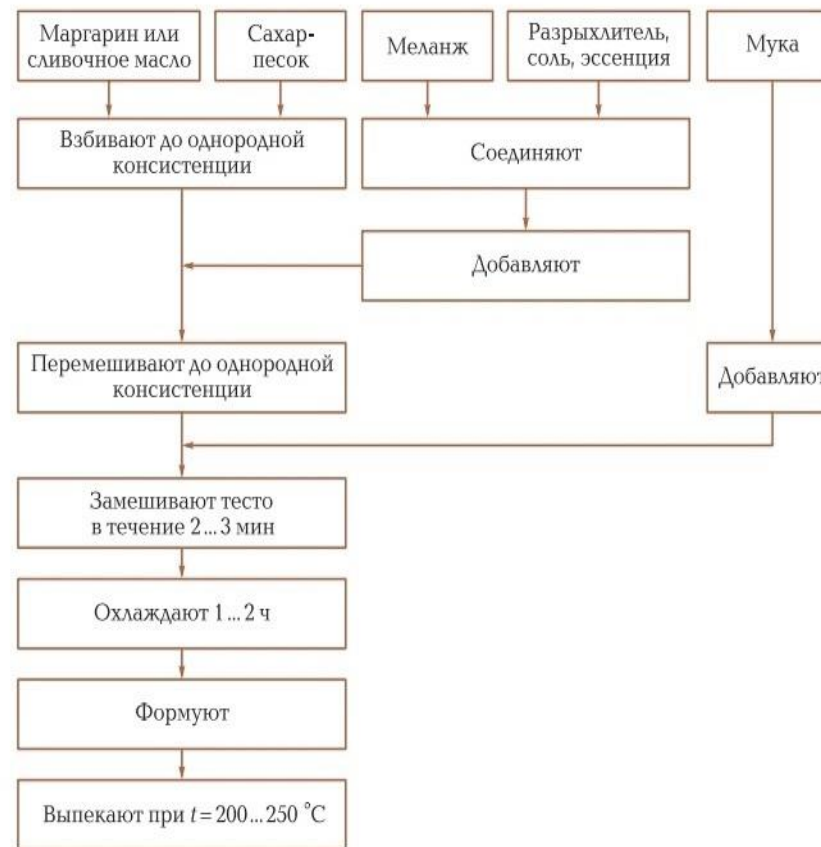 Маргарин или
сливочное масло
Сахар-
песок
Меланж
Разрыхлитель,
соль, эссенция
Мука
Взбивают до однородной
консистенции
Соединяют
Добавляют
Перемешивают до однородной
консистенции
Добавляют
Замешивают тесто
в течение 2...3 мин
Охлаждают 1...2 ч
Формуют
Выпекают при t = 200...250 °С